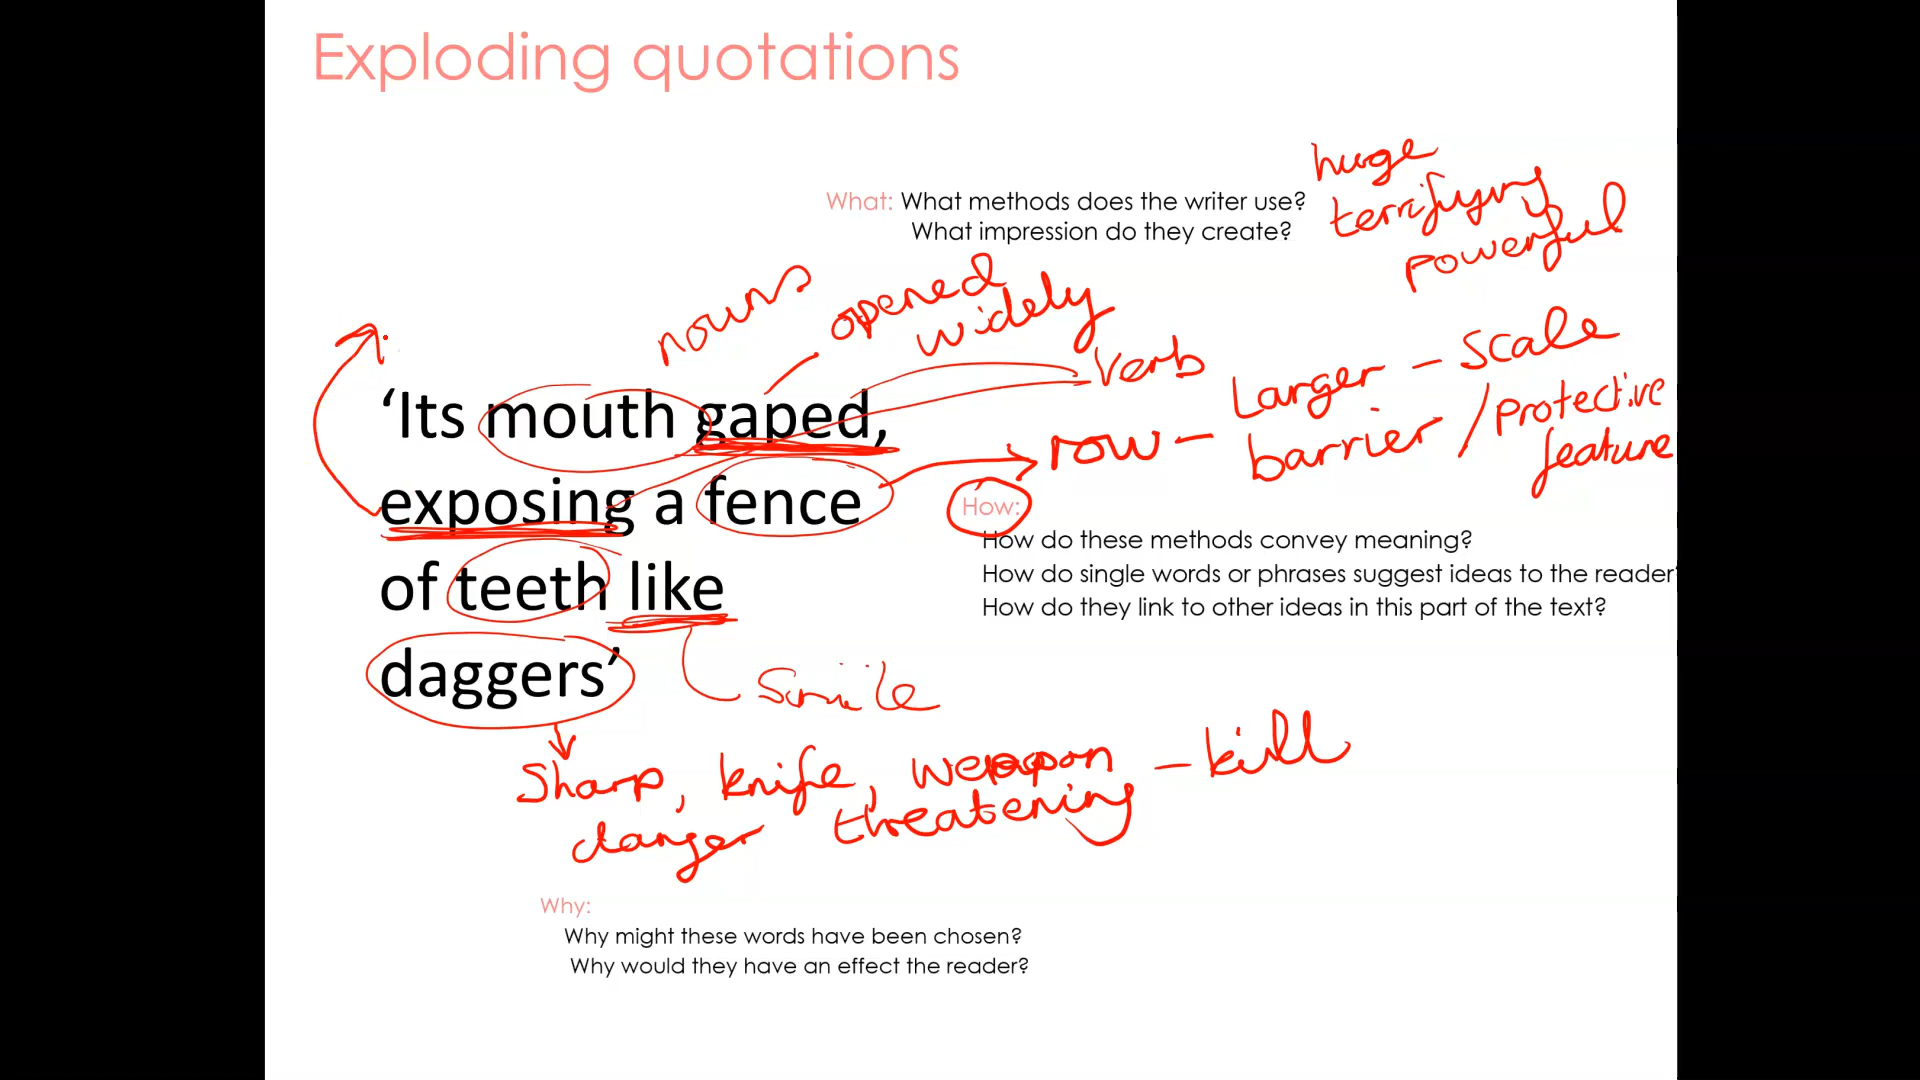 Exploding quotations
What: What methods does the writer use?
What impression do they create?
huge
terrifying
powerful
nouns
opened
widely
verb
Larger - scale
row - barrier / protective
feature
‘Its mouth gaped,
exposing a fence
of teeth like
daggers’
How:
How do these methods convey meaning?
How do single words or phrases suggest ideas to the reader?
How do they link to other ideas in this part of the text?
Simile
Sharp, knife, weapon - kill
danger threatening
Why:
Why might these words have been chosen?
Why would they have an effect the reader?